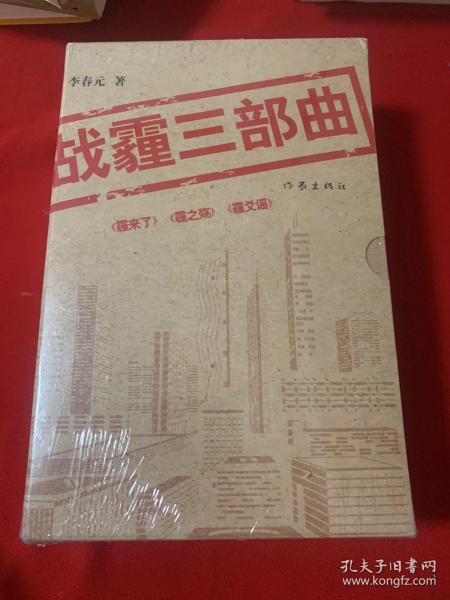 李春元 著
战霾三部曲
作家出版社
《霾来了》《霾之殇》《霾爻谣》
孔夫子旧书网
www.kongfz.com